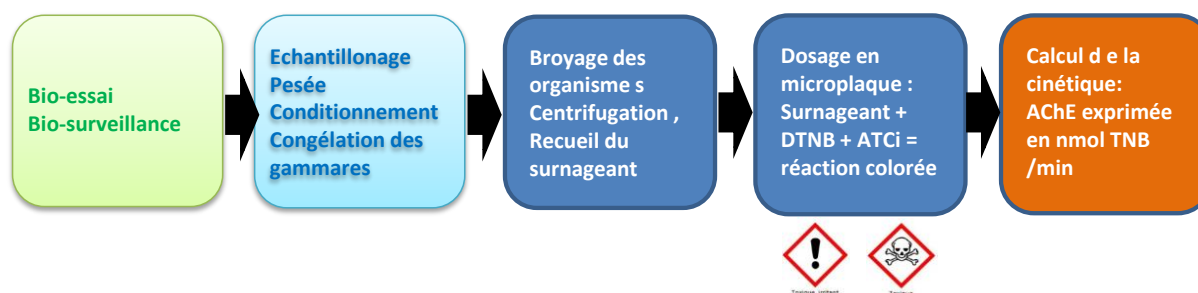 Bio-essai
Bio-surveillance
Echantillonage
Pesée
Conditionnement
Congélation des
gammares
Broyage des
organisme s
Centrifugation ,
Recueil du
surnageant
Dosage en
microplaque :
Surnageant +
DTNB + ATCi =
réaction colorée
Calcul d e la
cinétique:
AChE exprimée
en nmol TNB
/min